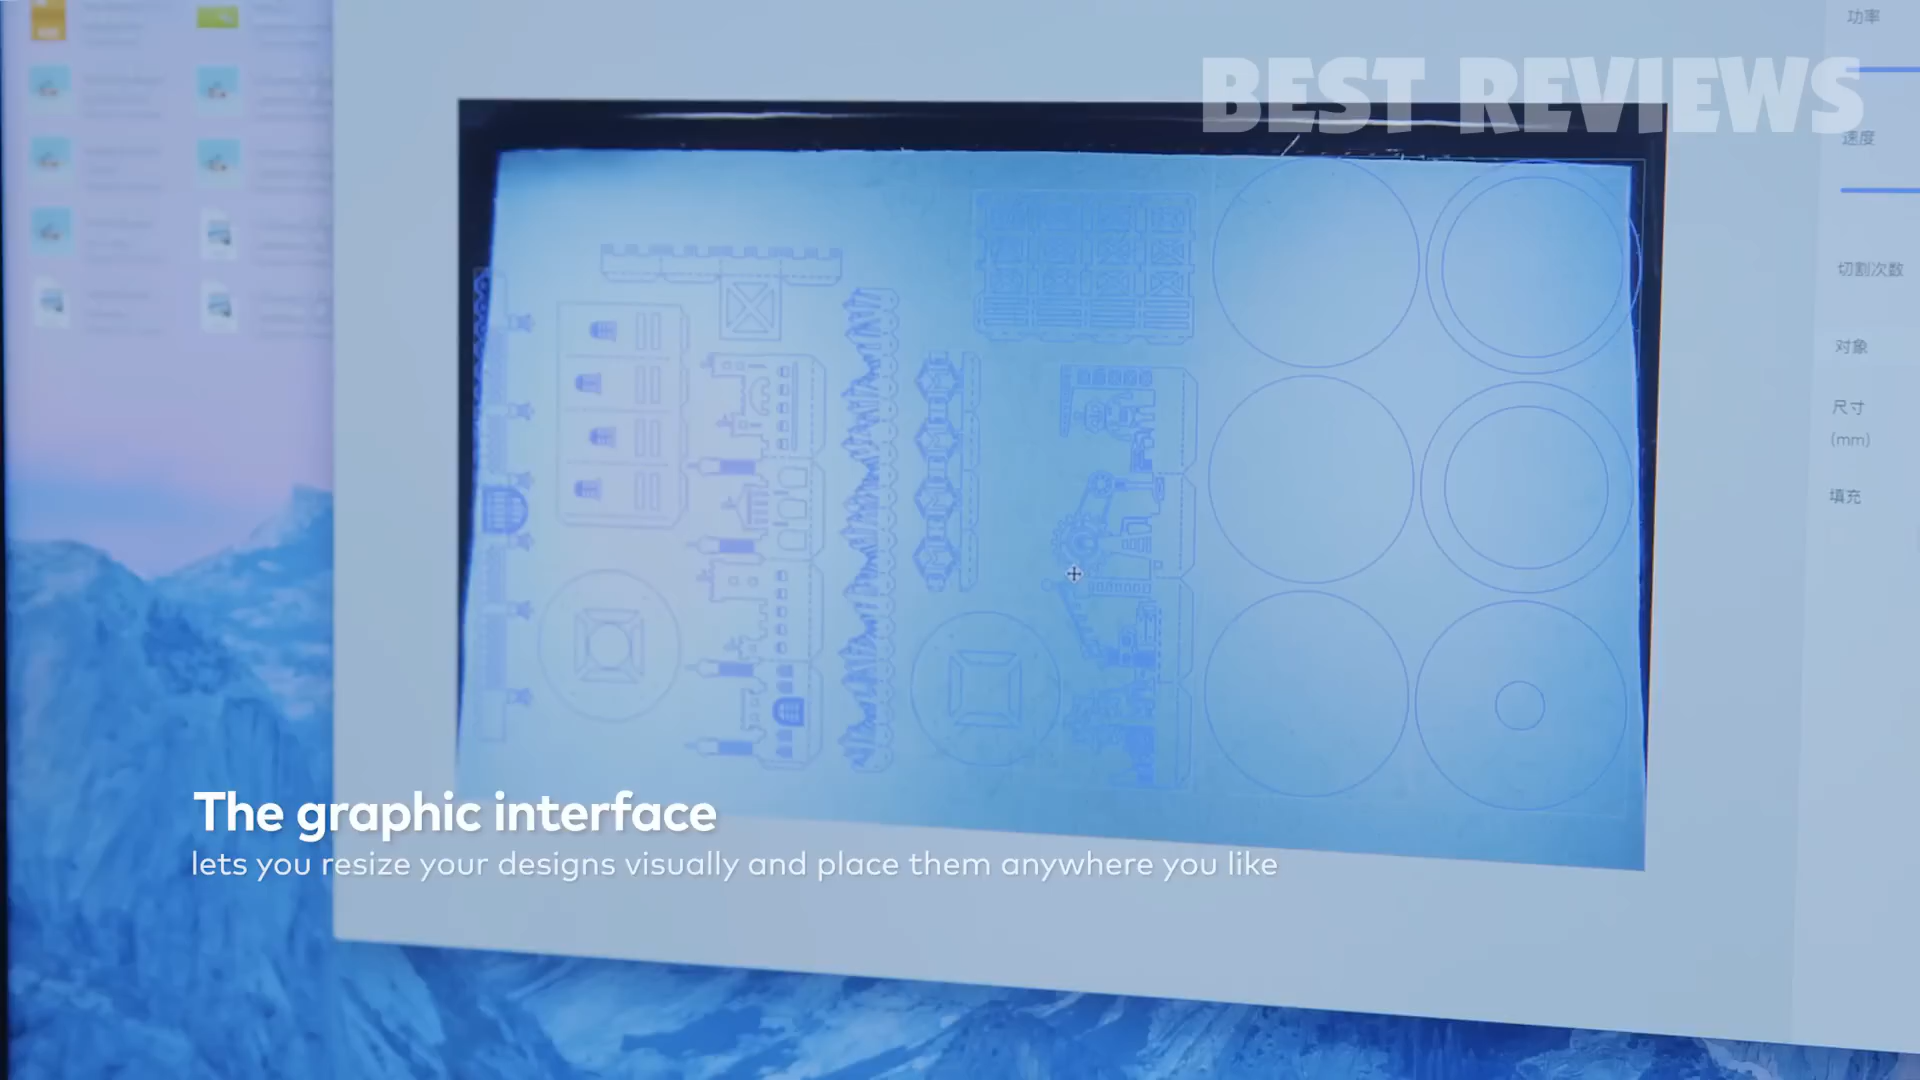 功率
BEST REVIEWS
速度
切割次数
对象
尺寸
(mm)
填充
The graphic interface
lets you resize your designs visually and place them anywhere you like